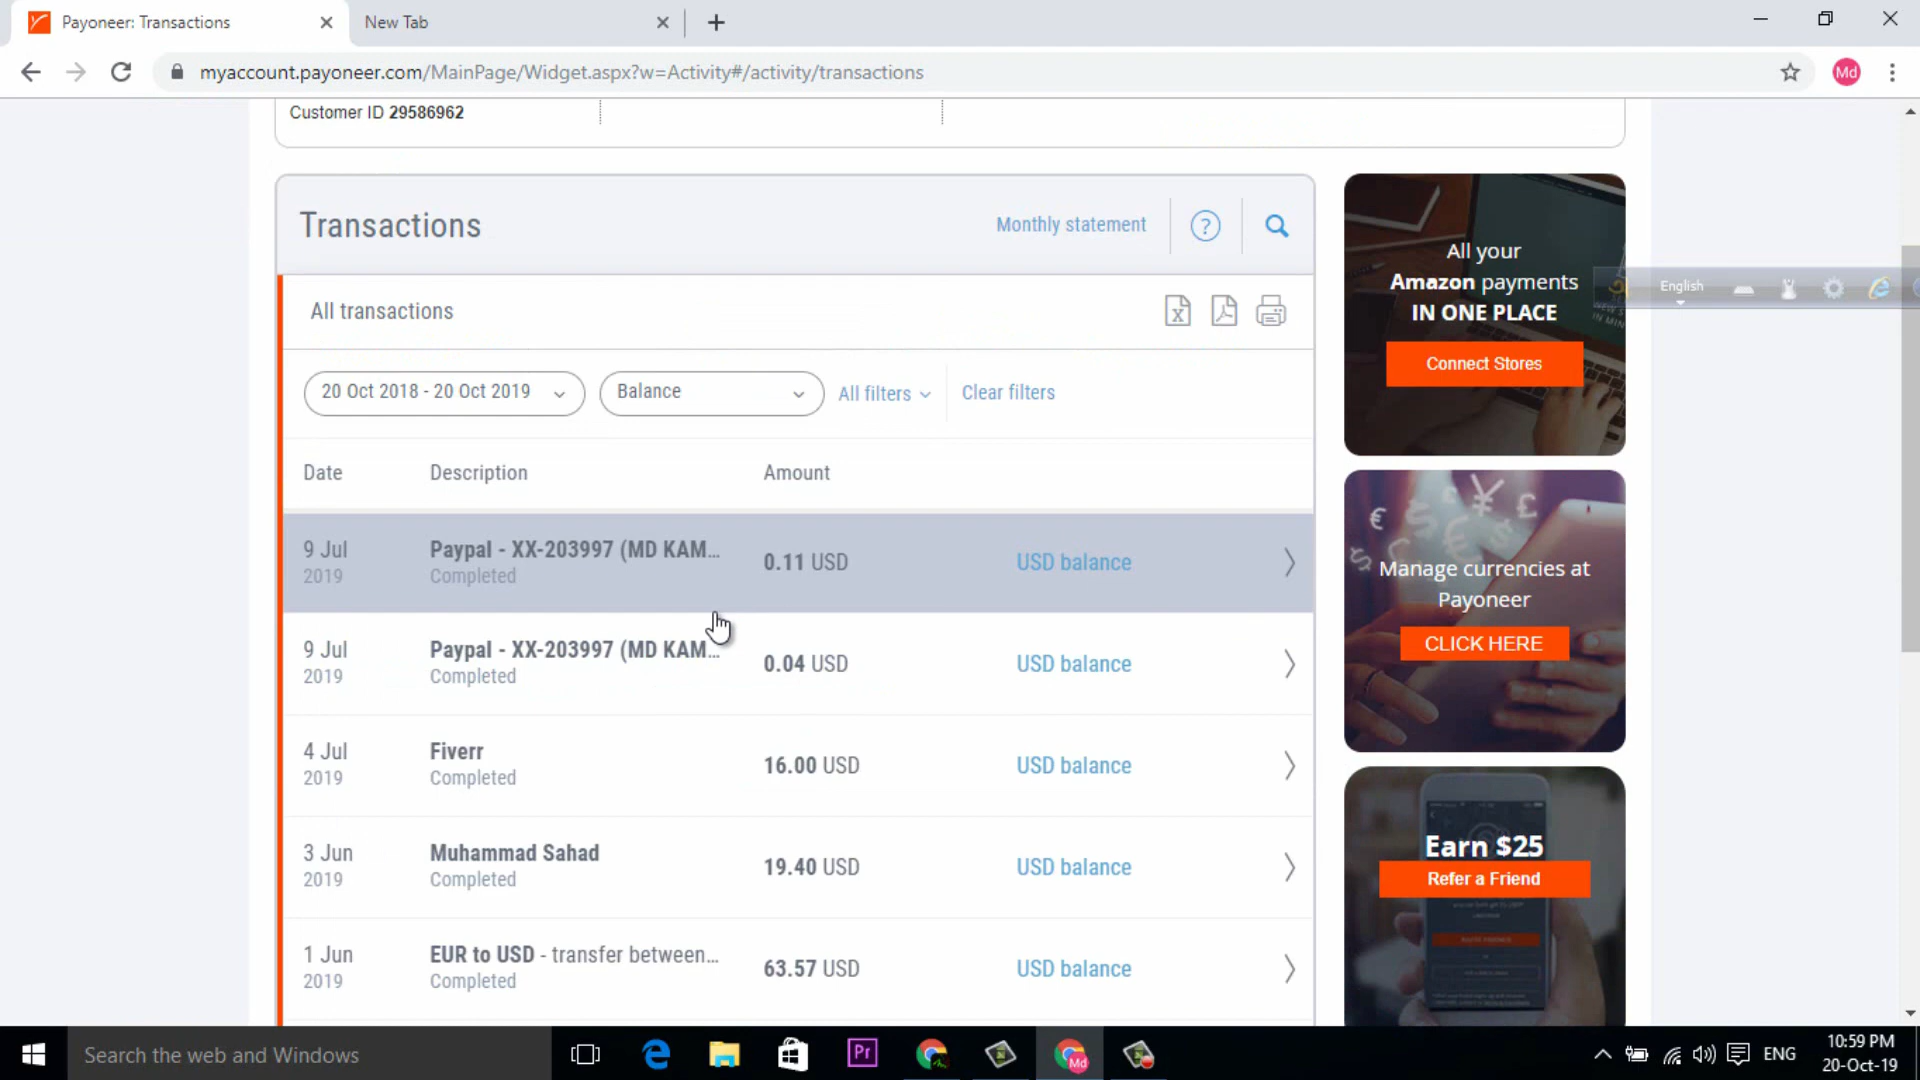 Payoneer: Transactions
New Tab
myaccount.payoneer.com/MainPage/Widget.aspx?w=Activity#/activity/transactions
Md
Customer ID 29586962
Transactions
Monthly statement
?
All transactions
20 Oct 2018 - 20 Oct 2019
Balance
All filters
Clear filters
Date
Description
Amount
9 Jul
2019
Paypal - XX-203997 (MD KAM...
Completed
0.11 USD
USD balance
9 Jul
2019
Paypal - XX-203997 (MD KAM...
Completed
0.04 USD
USD balance
4 Jul
2019
Fiverr
Completed
16.00 USD
USD balance
3 Jun
2019
Muhammad Sahad
Completed
19.40 USD
USD balance
1 Jun
2019
EUR to USD - transfer between...
Completed
63.57 USD
USD balance
All your
Amazon payments
IN ONE PLACE
Connect Stores
English
Manage currencies at
Payoneer
CLICK HERE
Earn $25
Refer a Friend
Search the web and Windows
Pr
Md
ENG
10:59 PM
20-Oct-19